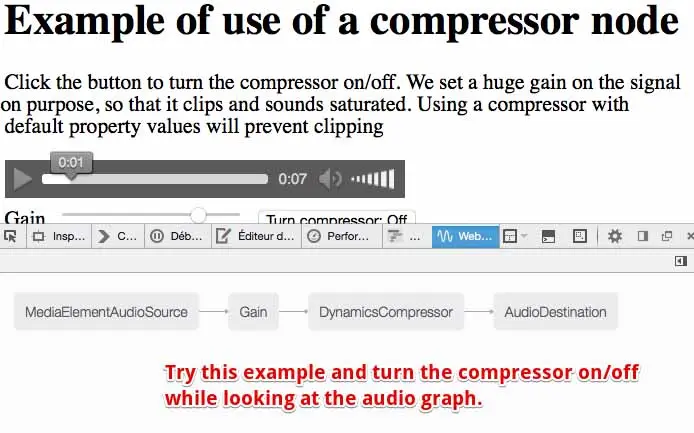 Example of use of a compressor node
Click the button to turn the compressor on/off. We set a huge gain on the signal
on purpose, so that it clips and sounds saturated. Using a compressor with
default property values will prevent clipping
0:01
0:07
Gain Turn compressor: Off
Insp... C... Déb... Éditeur d... Perfor... ... Web...
MediaElementAudioSource Gain DynamicsCompressor AudioDestination
Try this example and turn the compressor on/off
while looking at the audio graph.